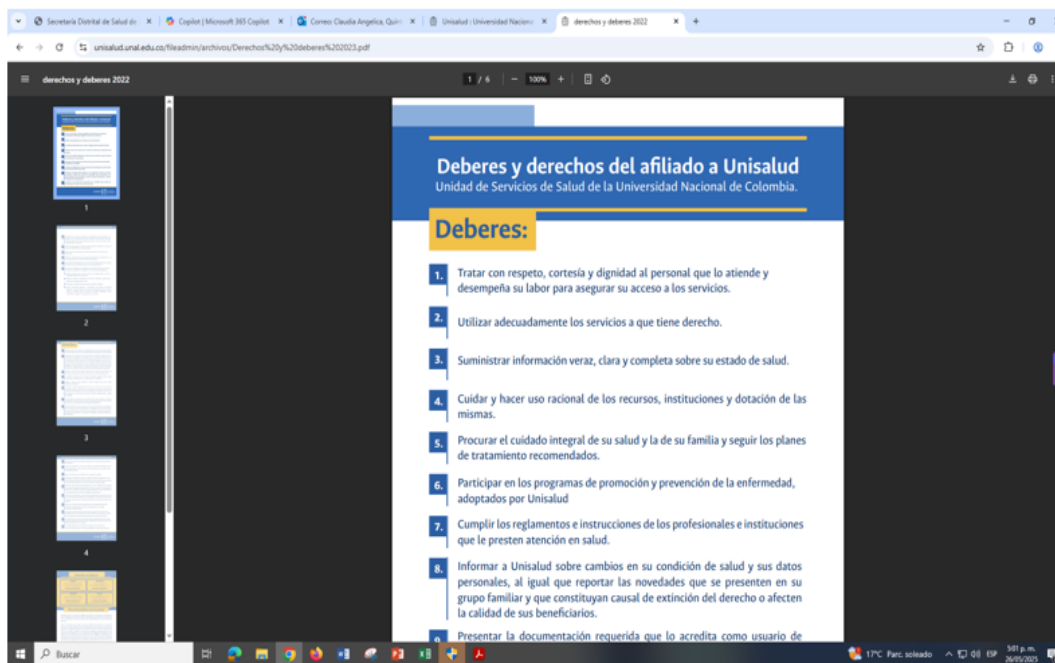 Secretaría Distrital de Salud de
Copilot | Microsoft 365 Copilot
Correo: Claudia Angelica, Quin
Unisalud : Universidad Nacion
derechos y deberes 2022
unisalud.unal.edu.co/fileadmin/archivos/Derechos%20y%20deberes%202023.pdf
derechos y deberes 2022
1 / 6
100%
1
2
3
4
Deberes y derechos del afiliado a Unisalud
Unidad de Servicios de Salud de la Universidad Nacional de Colombia.
Deberes:
1. Tratar con respeto, cortesía y dignidad al personal que lo atiende y
desempeña su labor para asegurar su acceso a los servicios.
2. Utilizar adecuadamente los servicios a que tiene derecho.
3. Suministrar información veraz, clara y completa sobre su estado de salud.
4. Cuidar y hacer uso racional de los recursos, instituciones y dotación de las
mismas.
5. Procurar el cuidado integral de su salud y la de su familia y seguir los planes
de tratamiento recomendados.
6. Participar en los programas de promoción y prevención de la enfermedad,
adoptados por Unisalud
7. Cumplir los reglamentos e instrucciones de los profesionales e instituciones
que le presten atención en salud.
8. Informar a Unisalud sobre cambios en su condición de salud y sus datos
personales, al igual que reportar las novedades que se presenten en su
grupo familiar y que constituyan causal de extinción del derecho o afecten
la calidad de sus beneficiarios.
9. Presentar la documentación requerida que lo acredita como usuario de
Buscar
17°C Parc. soleado
ESP
5:01 p. m.
26/05/2025